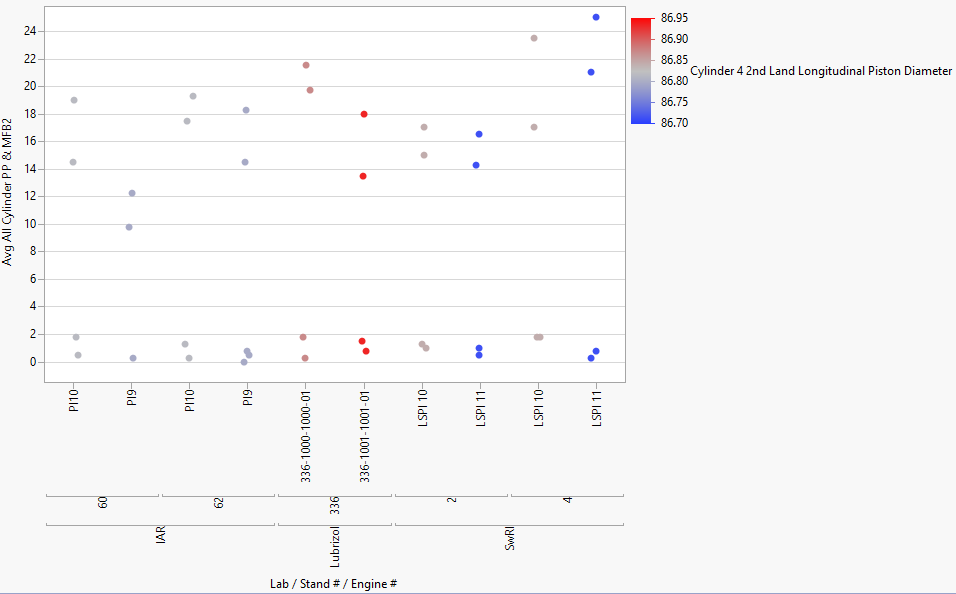 24
22
20
18
16
14
12
10
8
6
4
2
0
Avg All Cylinder PP & MFB2
86.95
86.90
86.85
86.80
86.75
86.70
Cylinder 4 2nd Land Longitudinal Piston Diameter
PI10
PI9
PI10
PI9
336-1000-1000-01
336-1001-1001-01
LSPI 10
LSPI 11
LSPI 10
LSPI 11
60
62
336
2
4
IAR
Lubrizol
SwRI
Lab / Stand # / Engine #